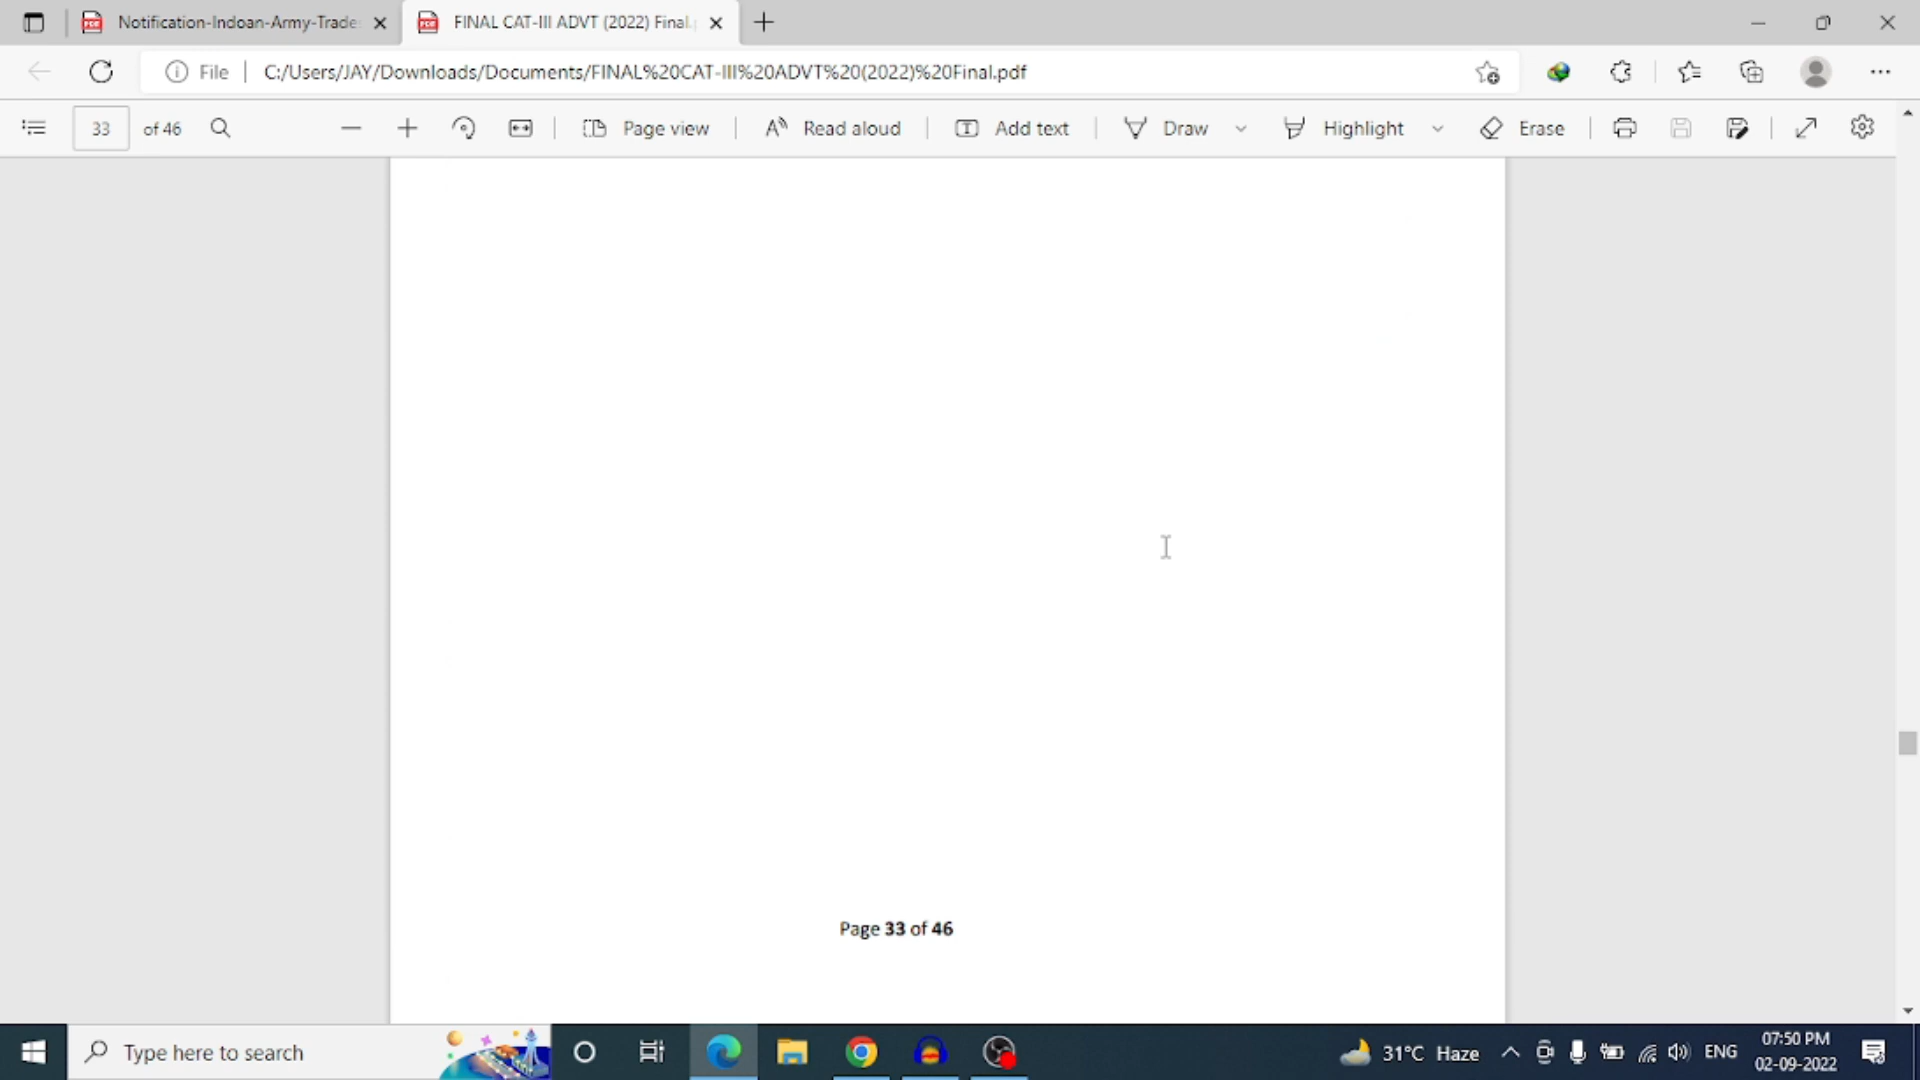 Notification-Indoan-Army-Trade
FINAL CAT-III ADVT (2022) Final.
File
C:/Users/JAY/Downloads/Documents/FINAL%20CAT-III%20ADVT%20(2022)%20Final.pdf
33 of 46
Page view
Read aloud
Add text
Draw
Highlight
Erase
Page 33 of 46
Type here to search
31°C Haze
ENG
07:50 PM
02-09-2022